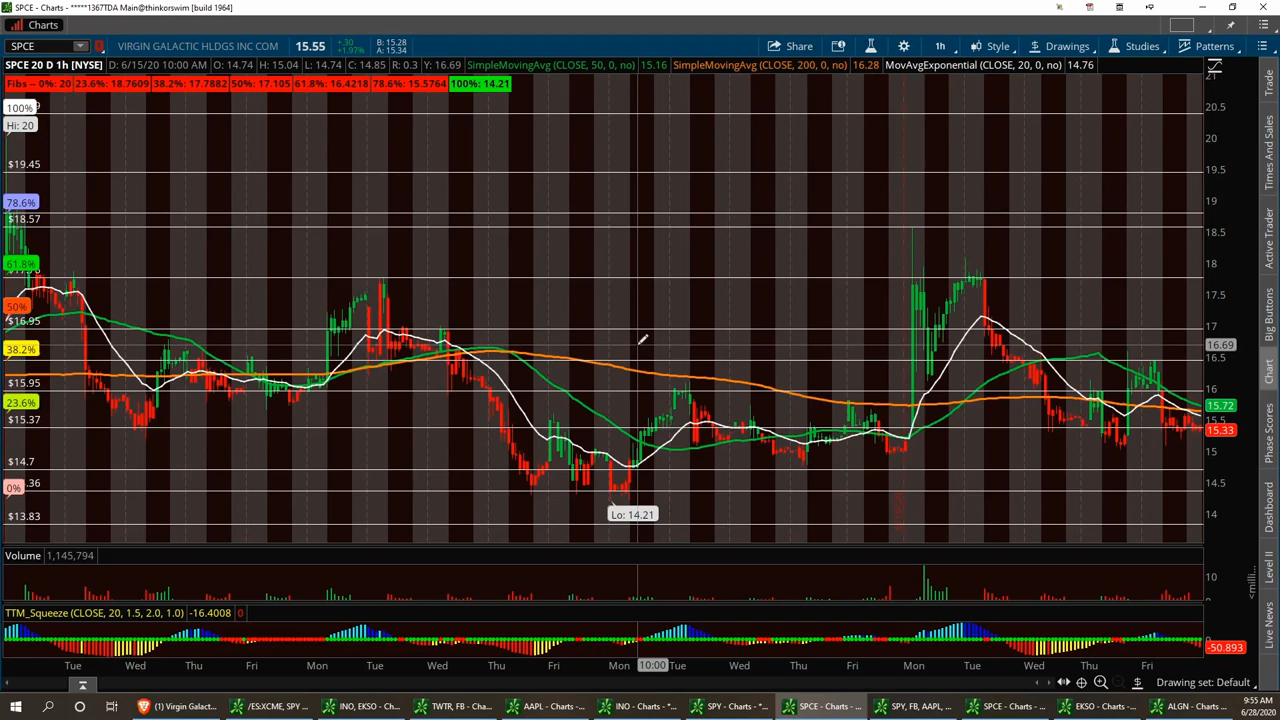 SPCE - Charts - *****1367TDA Main@thinkorswim [build 1964]
Charts
SPCE
VIRGIN GALACTIC HLDGS INC COM
15.55
+.30
+1.97%
B: 15.28
A: 15.34
Share
1h
Style
Drawings
Studies
Patterns
SPCE 20 D 1h [NYSE] D: 6/15/20 10:00 AM O: 14.74 H: 15.04 L: 14.74 C: 14.85 R: 0.3 Y: 16.69 SimpleMovingAvg (CLOSE, 50, 0, no) 15.16 SimpleMovingAvg (CLOSE, 200, 0, no) 16.28 MovAvgExponential (CLOSE, 20, 0, no) 14.76
Fibs -- 0%: 20 23.6%: 18.7609 38.2%: 17.7882 50%: 17.105 61.8%: 16.4218 78.6%: 15.5764 100%: 14.21
100%
Hi: 20
$19.45
78.6%
$18.57
61.8%
50%
$16.95
38.2%
$15.95
23.6%
$15.37
$14.7
0%
$13.83
Lo: 14.21
21
20.5
20
19.5
19
18.5
18
17.5
17
16.69
16.5
16
15.72
15.5
15.33
15
14.5
14
Volume 1,145,794
10
<milli...
TTM_Squeeze (CLOSE, 20, 1.5, 2.0, 1.0) -16.4008 0
-50.893
Tue Wed Thu Fri Mon Tue Wed Thu Fri Mon 10:00 Tue Wed Thu Fri Mon Tue Wed Thu Fri
Drawing set: Default
Trade
Times And Sales
Active Trader
Big Buttons
Chart
Phase Scores
Dashboard
Level II
Live News
(1) Virgin Galact...
/ES:XCME, SPY ...
INO, EKSO - Cha...
TWTR, FB - Char...
AAPL - Charts - ...
INO - Charts - *...
SPY - Charts - *...
SPCE - Charts - ...
SPY, FB, AAPL, ...
SPCE - Charts - ...
EKSO - Charts - ...
ALGN - Charts - ...
9:55 AM
6/28/2020